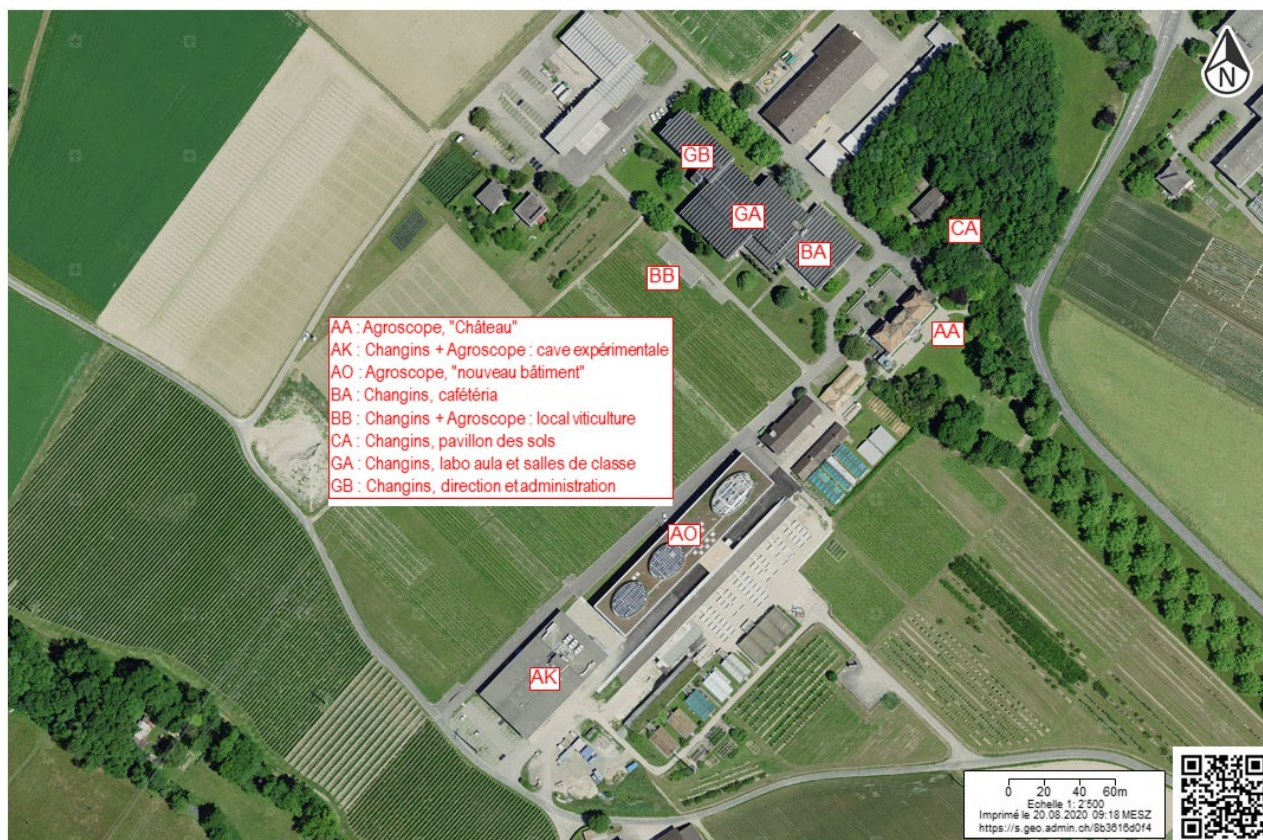 N
GB
GA
CA
BA
BB
AA
AA : Agroscope, "Château"
AK : Changins + Agroscope : cave expérimentale
AO : Agroscope, "nouveau bâtiment"
BA : Changins, cafétéria
BB : Changins + Agroscope : local viticulture
CA : Changins, pavillon des sols
GA : Changins, labo aula et salles de classe
GB : Changins, direction et administration
AO
AK
0 20 40 60m
Echelle 1: 2'500
Imprimé le 20.08.2020 09:18 MESZ
https://s.geo.admin.ch/8b3616d0f4